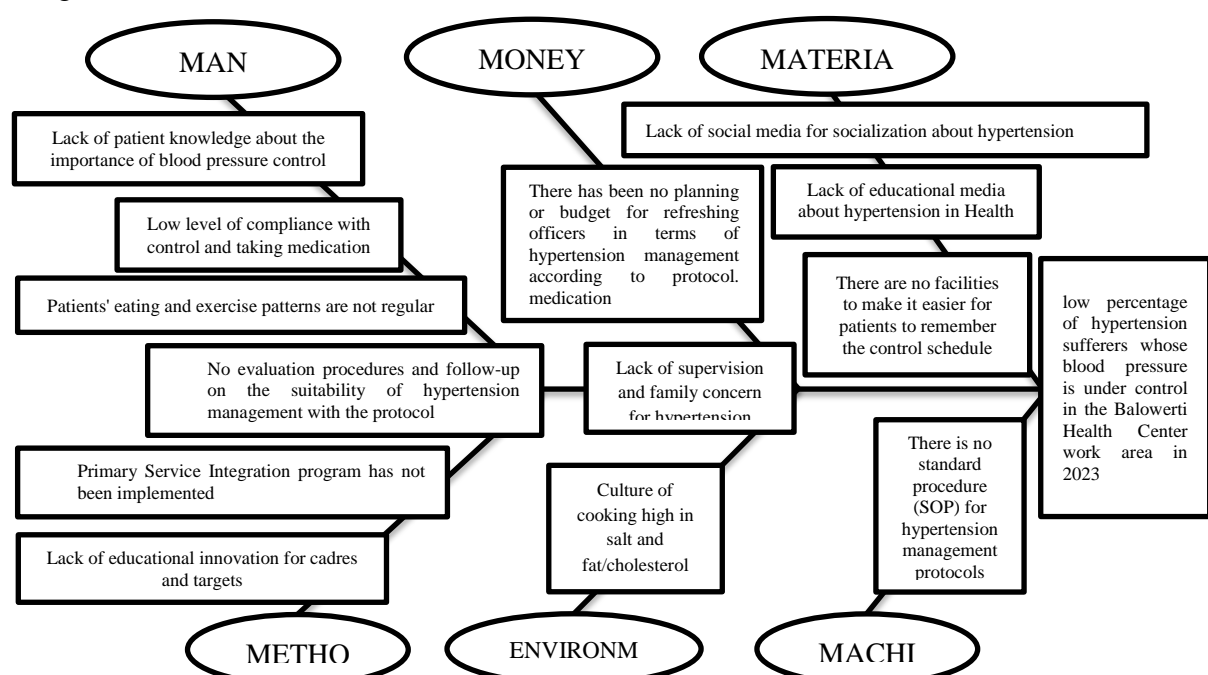 MAN
MONEY
MATERIA
Lack of patient knowledge about the
importance of blood pressure control
Lack of social media for socialization about hypertension
There has been no planning
or budget for refreshing
officers in terms of
hypertension management
according to protocol.
medication
Lack of educational media
about hypertension in Health
Low level of compliance with
control and taking medication
There are no facilities
to make it easier for
patients to remember
the control schedule
low percentage
of hypertension
sufferers whose
blood pressure
is under control
in the Balowerti
Health Center
work area in
2023
Patients' eating and exercise patterns are not regular
No evaluation procedures and follow-up
on the suitability of hypertension
management with the protocol
Lack of supervision
and family concern
for hypertension
Primary Service Integration program has not
been implemented
Culture of
cooking high in
salt and
fat/cholesterol
There is no
standard
procedure
(SOP) for
hypertension
management
protocols
Lack of educational innovation for cadres
and targets
METHO
ENVIRONM
MACHI